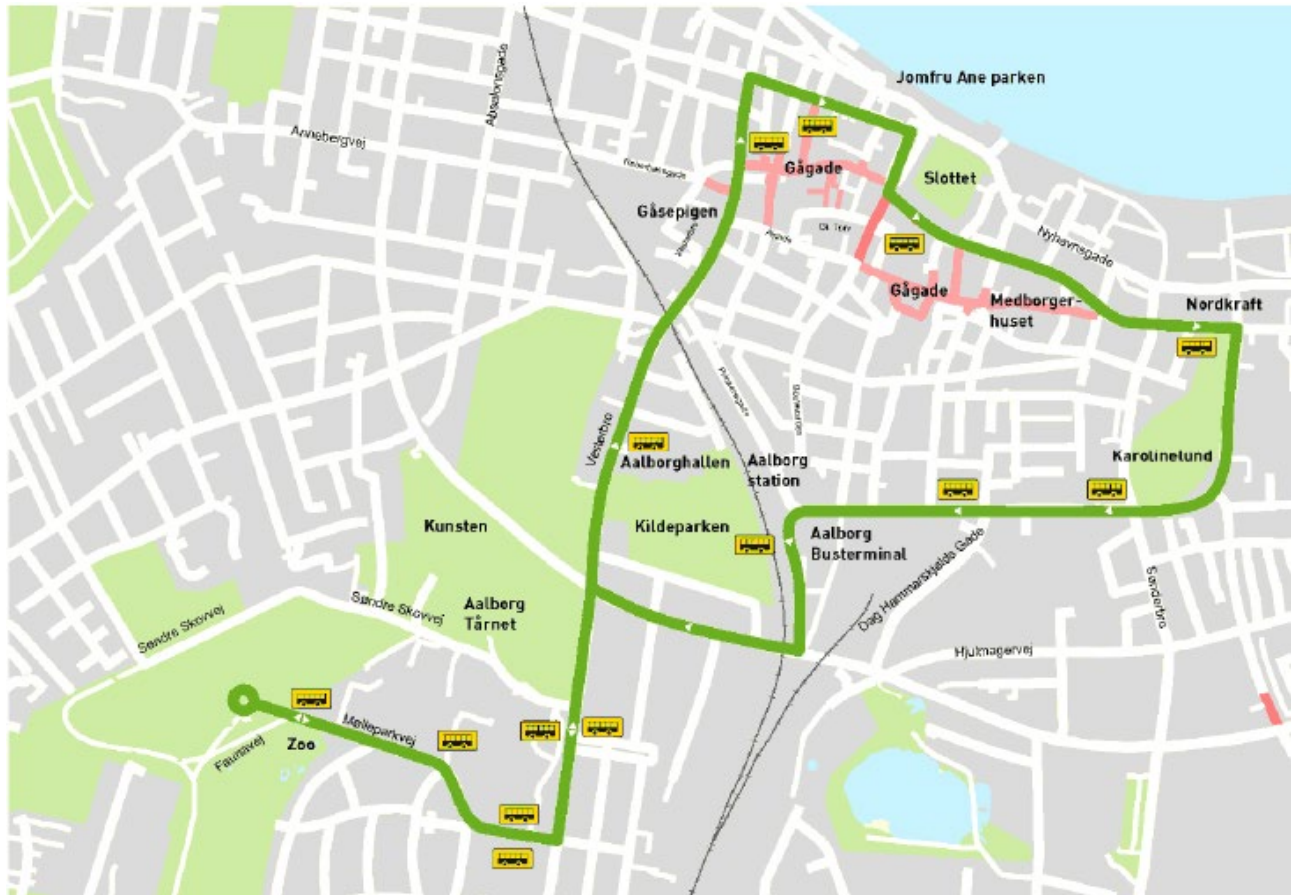 Jomfru Ane parken
Absalonsgade
Annebergvej
Gågade
Slottet
Gåsepigen
Nyhavnsgade
Gågade
Medborger-
huset
Nordkraft
Vesterbro
Aalborghallen
Aalborg
station
Karolinelund
Kunsten
Kildeparken
Aalborg
Busterminal
Dag Hammarskjølds Gade
Sønderbro
Søndre Skovvej
Søndre Skovvej
Aalborg
Tårnet
Hjulmagervej
Mølleparkvej
Faunavej
Zoo